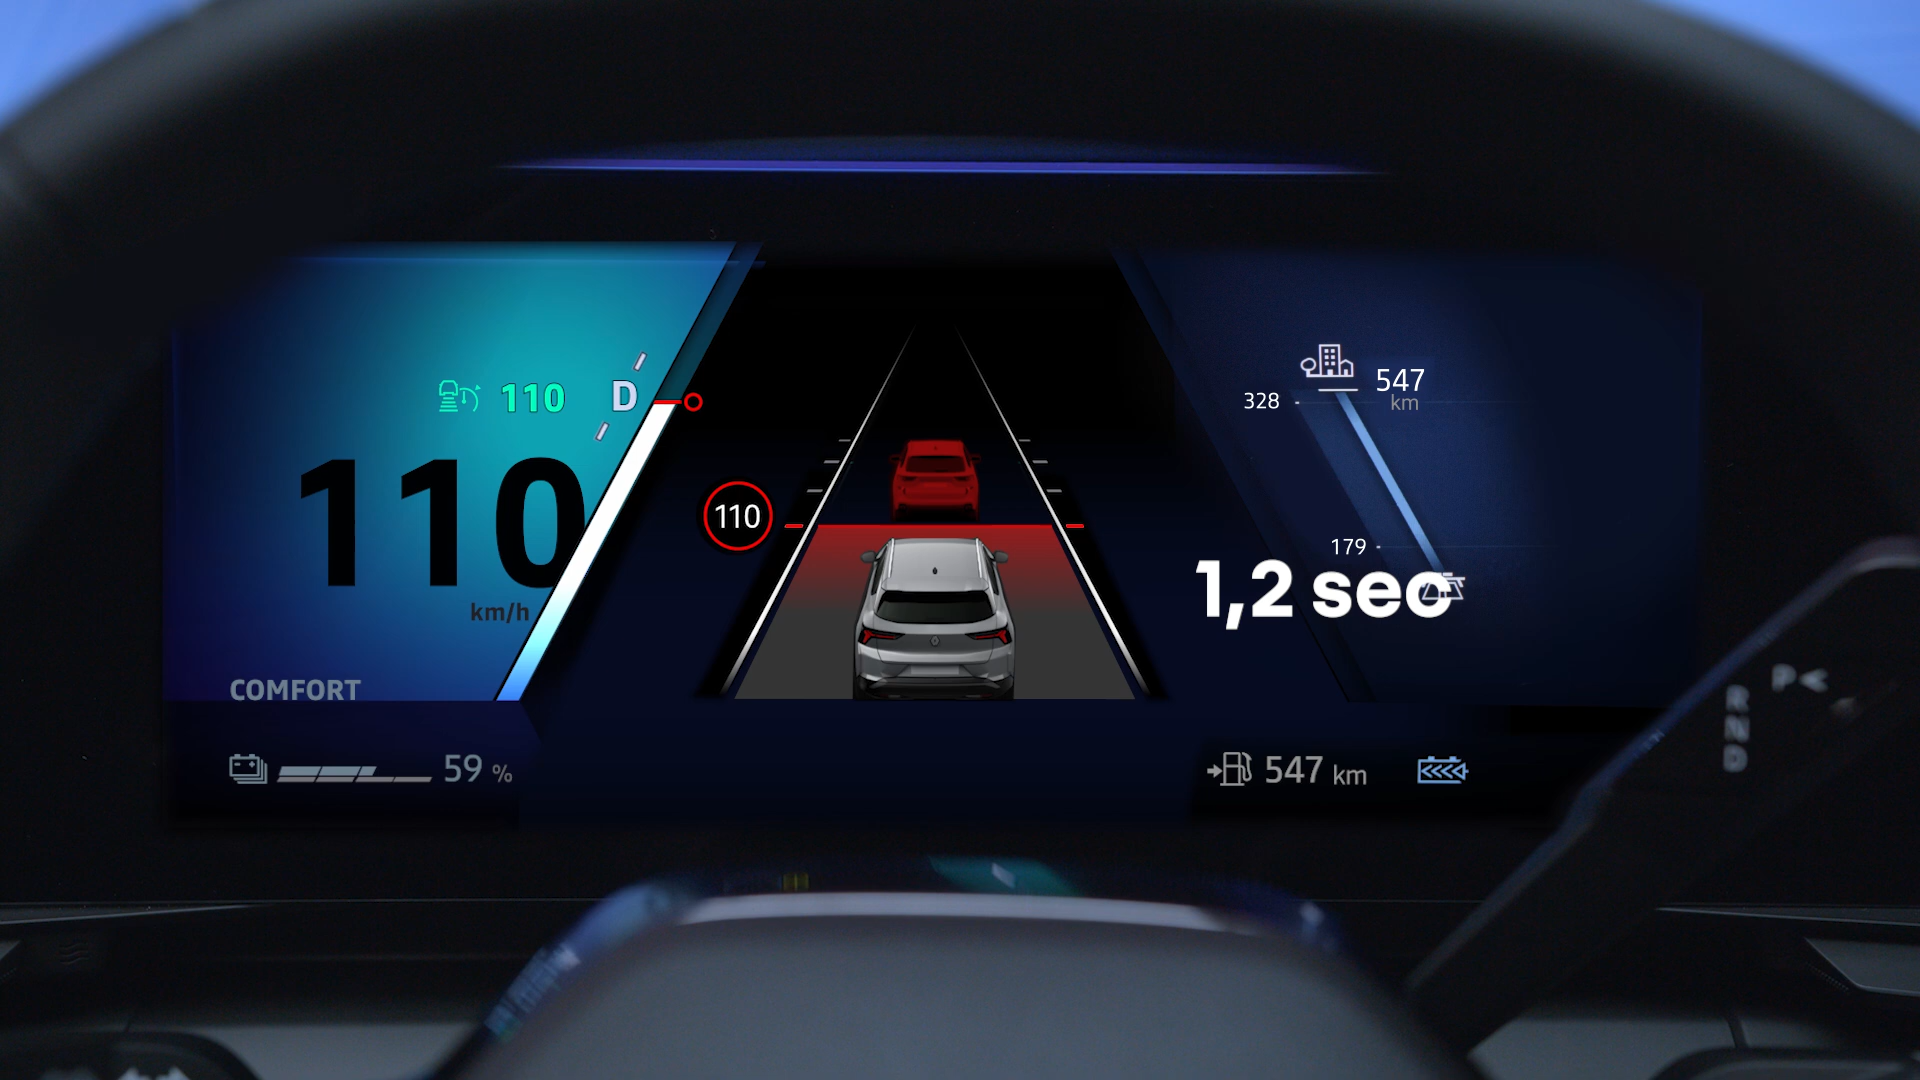 547
km
328
110 D
110
km/h
110
179
1,2 sec
COMFORT
59 %
547 km
P
R
N
D